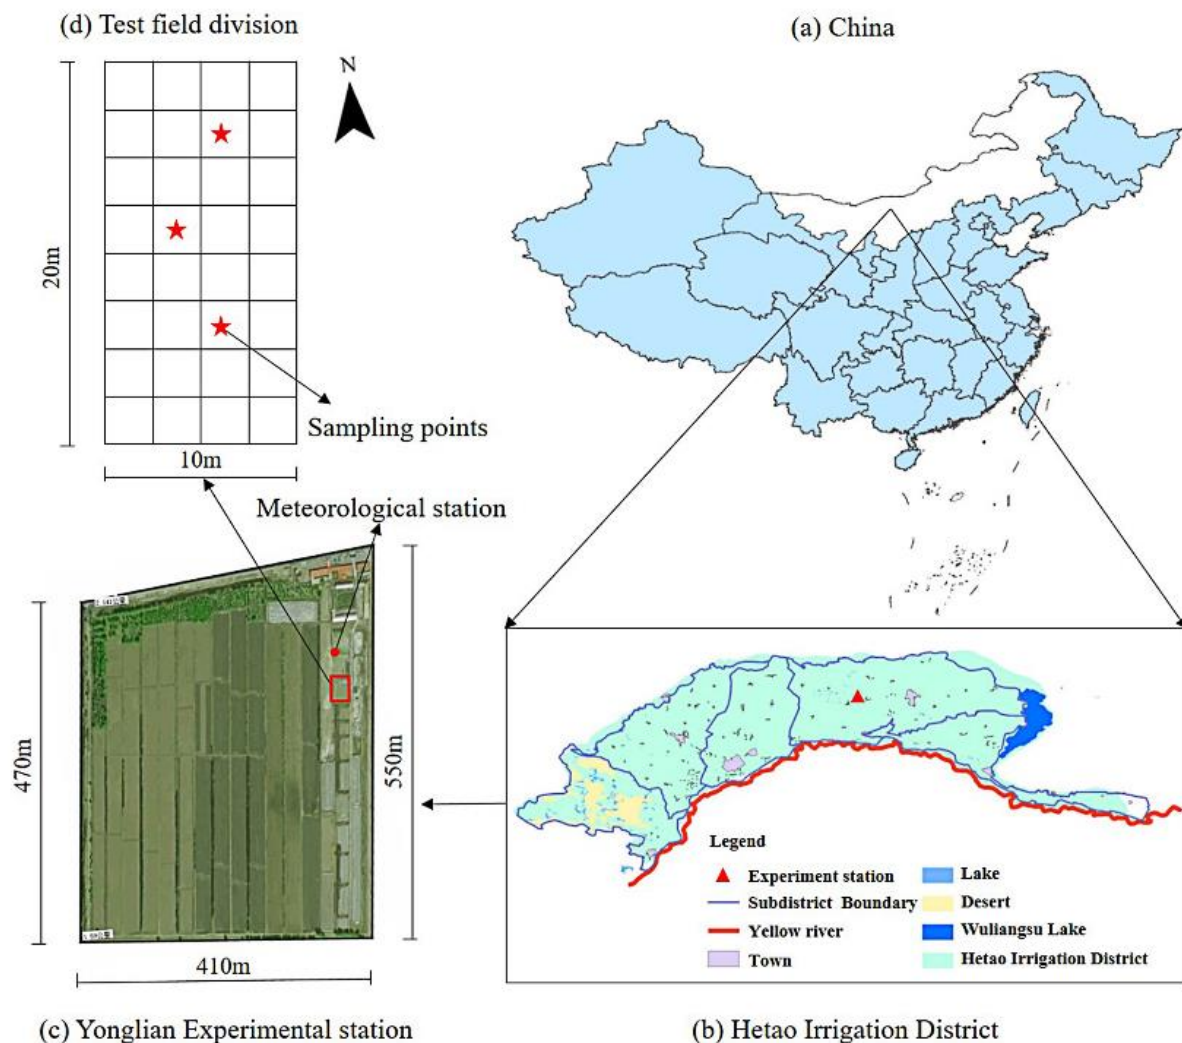 (d) Test field division
(a) China
N
20m
Sampling points
10m
Meteorological station
470m
550m
410m
Legend
Experiment station
Subdistrict Boundary
Yellow river
Town
Lake
Desert
Wuliangsu Lake
Hetao Irrigation District
(c) Yonglian Experimental station
(b) Hetao Irrigation District